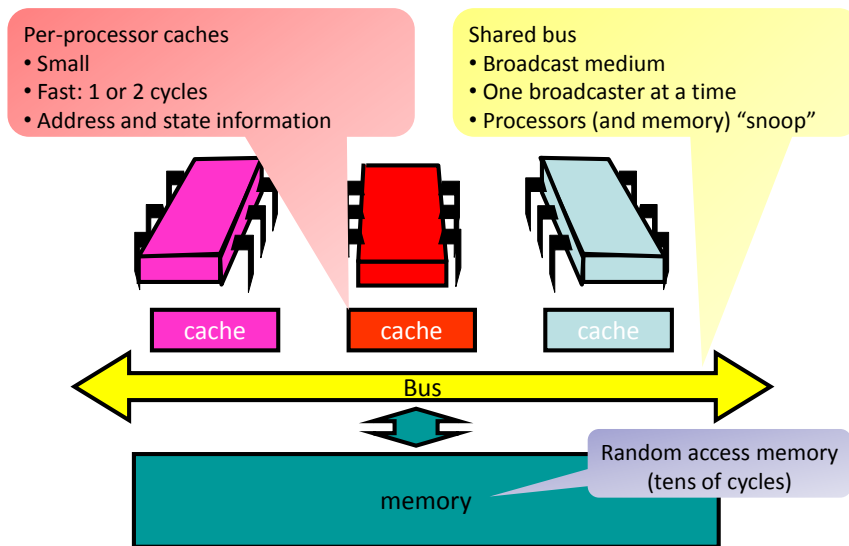 Per-processor caches
• Small
• Fast: 1 or 2 cycles
• Address and state information
Shared bus
• Broadcast medium
• One broadcaster at a time
• Processors (and memory) “snoop”
cache
cache
cache
Bus
Random access memory
(tens of cycles)
memory